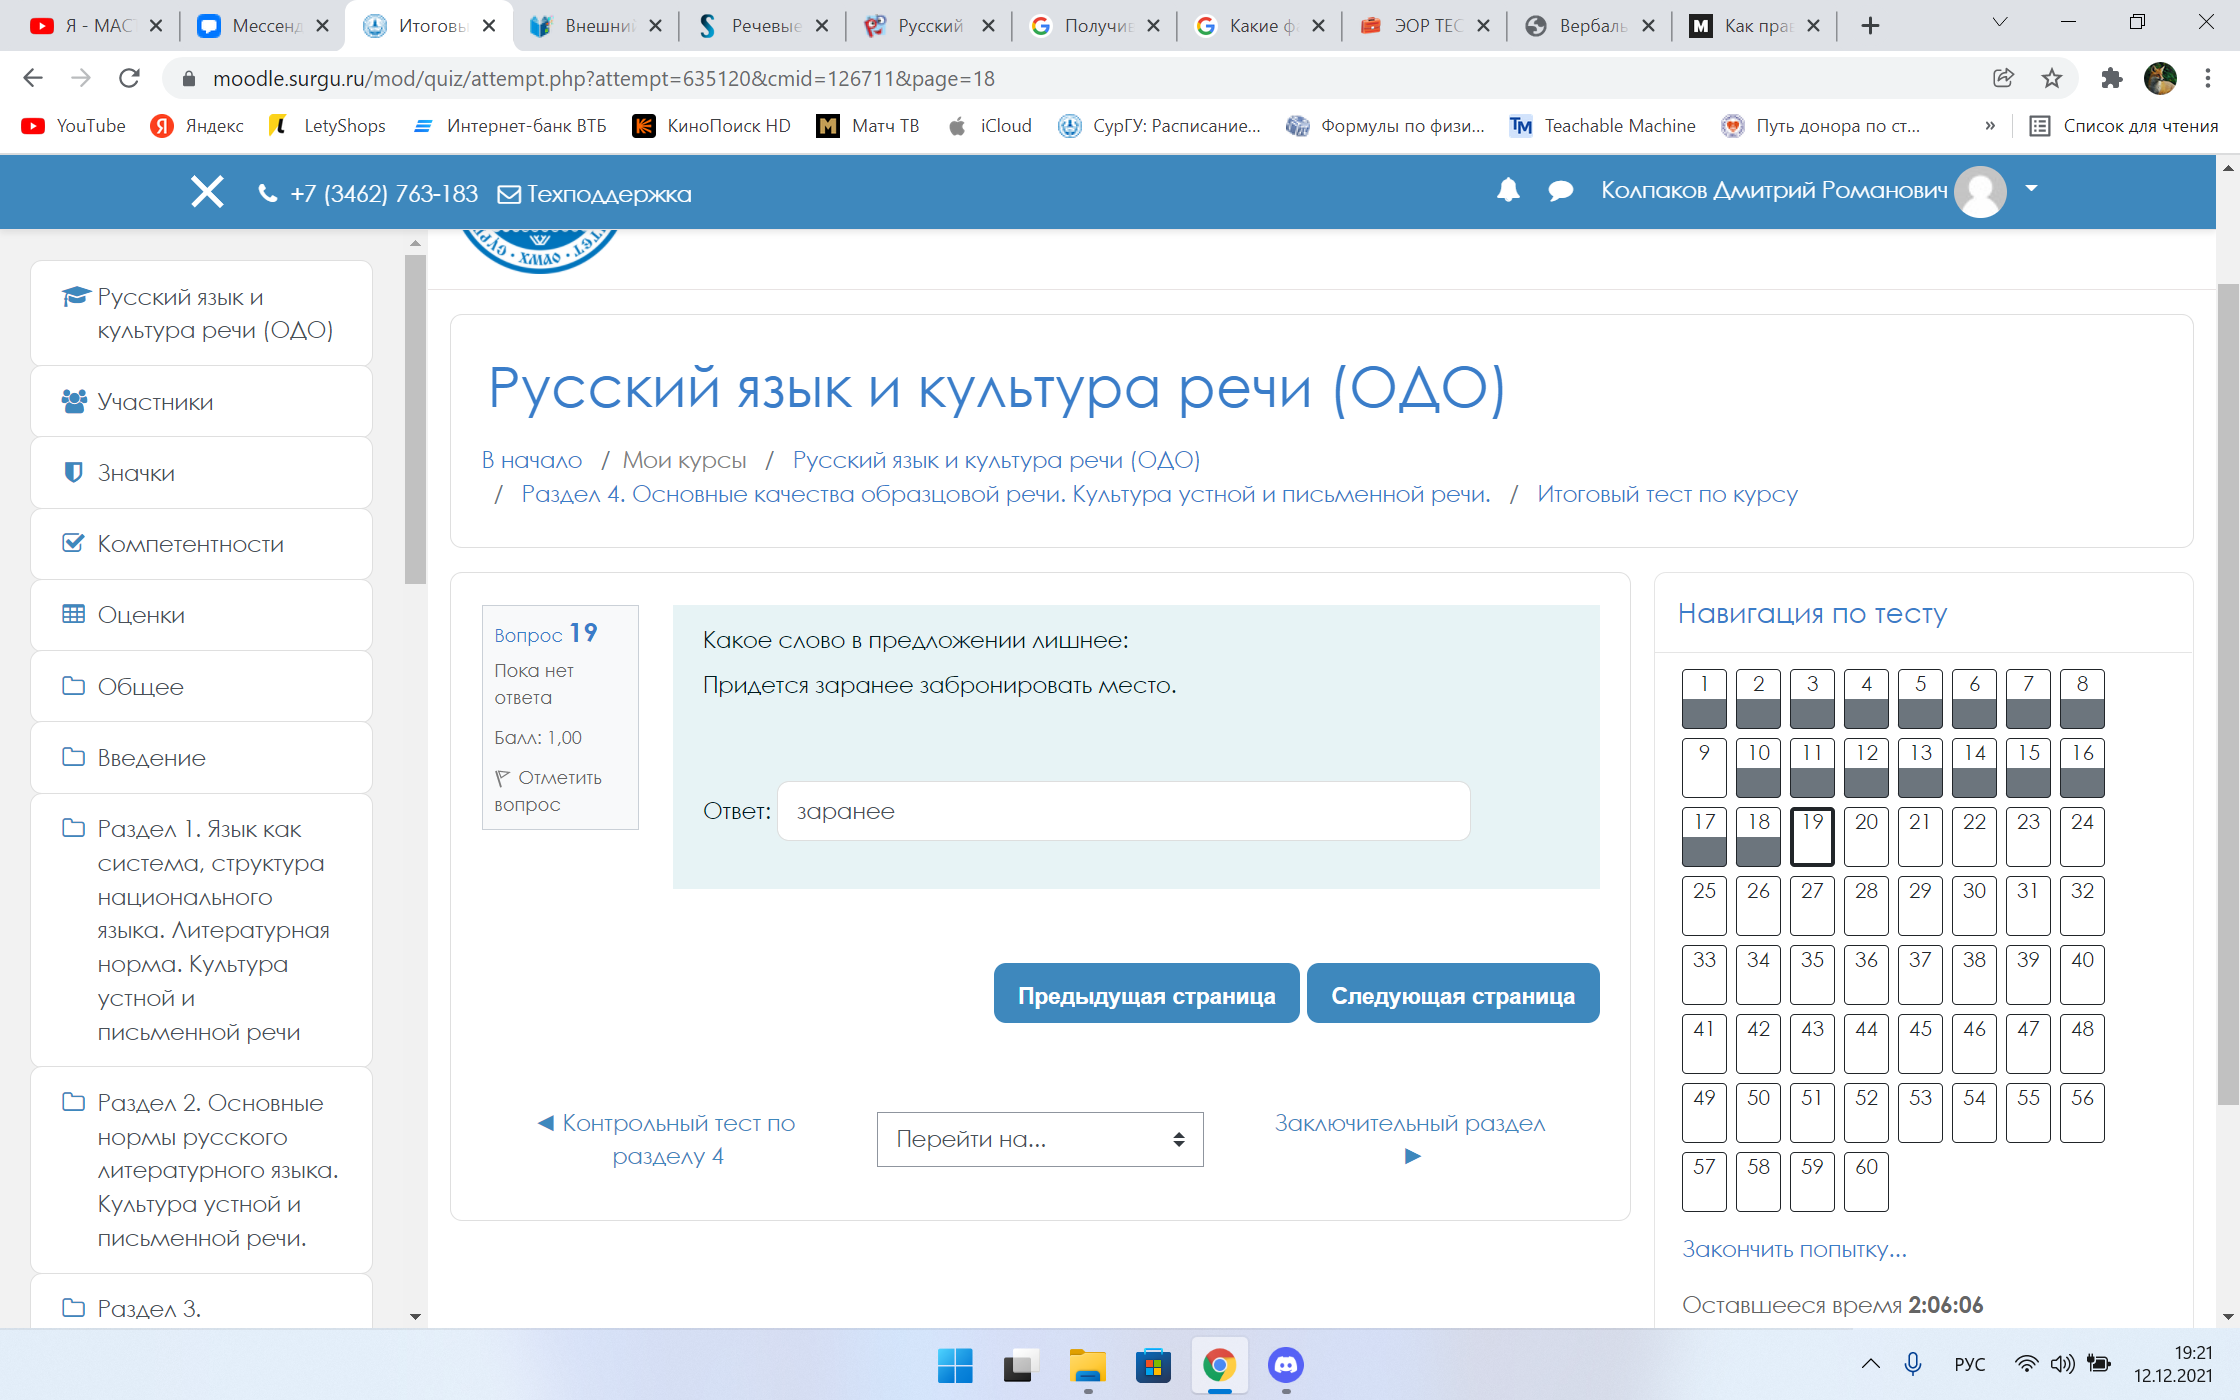 Я - МАС
Мессенд
Итоговы
Внешний
Речевые
Русский
Получив
Какие ф
ЭОР ТЕС
Вербаль
Как прав
moodle.surgu.ru/mod/quiz/attempt.php?attempt=635120&cmid=126711&page=18
YouTube
Яндекс
LetyShops
Интернет-банк ВТБ
КиноПоиск HD
Матч ТВ
iCloud
СурГУ: Расписание...
Формулы по физи...
Teachable Machine
Путь донора по ст...
»
Список для чтения
+7 (3462) 763-183
Техподдержка
Колпаков Дмитрий Романович
Русский язык и
культура речи (ОДО)
Участники
Значки
Компетентности
Оценки
Общее
Введение
Раздел 1. Язык как
система, структура
национального
языка. Литературная
норма. Культура
устной и
письменной речи
Раздел 2. Основные
нормы русского
литературного языка.
Культура устной и
письменной речи.
Раздел 3.
Русский язык и культура речи (ОДО)
В начало / Мои курсы / Русский язык и культура речи (ОДО)
/ Раздел 4. Основные качества образцовой речи. Культура устной и письменной речи. / Итоговый тест по курсу
Вопрос 19
Пока нет
ответа
Балл: 1,00
Отметить
вопрос
Какое слово в предложении лишнее:
Придется заранее забронировать место.
Ответ: заранее
Предыдущая страница
Следующая страница
◄ Контрольный тест по
разделу 4
Перейти на...
Заключительный раздел
►
Навигация по тесту
1 2 3 4 5 6 7 8
9 10 11 12 13 14 15 16
17 18 19 20 21 22 23 24
25 26 27 28 29 30 31 32
33 34 35 36 37 38 39 40
41 42 43 44 45 46 47 48
49 50 51 52 53 54 55 56
57 58 59 60
Закончить попытку...
Оставшееся время 2:06:06
РУС
19:21
12.12.2021